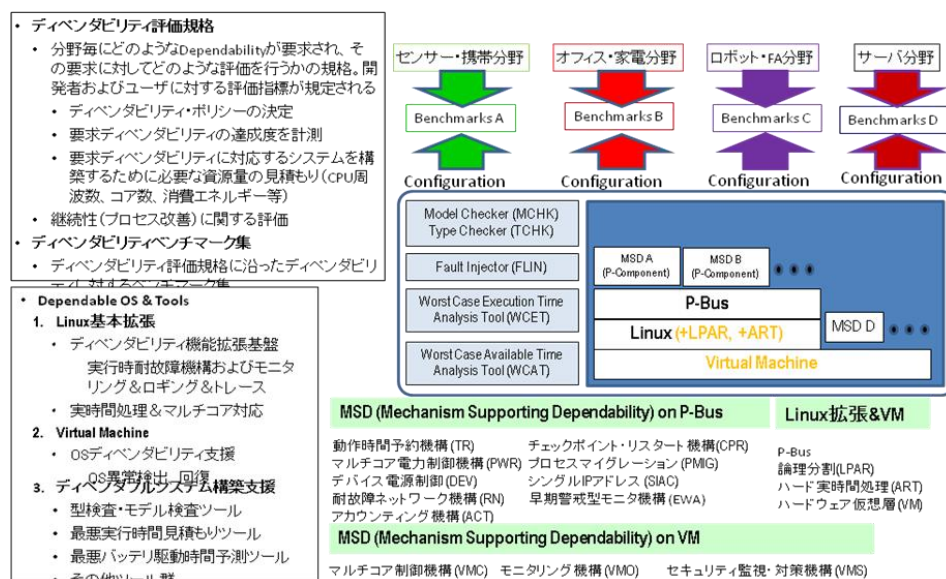 • ディペンダビリティ評価規格
• 分野毎にどのようなDependabilityが要求され、そ
の要求に対してどのような評価を行うかの規格。開
発者およびユーザに対する評価指標が規定される
• ディペンダビリティ・ポリシーの決定
• 要求ディペンダビリティの達成度を計測
• 要求ディペンダビリティに対応するシステムを構
築するために必要な資源量の見積もり(CPU周
波数、コア数、消費エネルギー等)
• 継続性(プロセス改善)に関する評価
• ディペンダビリティベンチマーク集
• ディペンダビリティ評価規格に沿ったディペンダビリ
• Dependable OS & Tools
1. Linux基本拡張
• ディペンダビリティ機能拡張基盤
実行時耐故障機構およびモニタ
リング&ロギング&トレース
• 実時間処理&マルチコア対応
2. Virtual Machine
• OSディペンダビリティ支援
OS異常検出 回復
3. ディペンダブルシステム構築支援
• 型検査・モデル検査ツール
• 最悪実行時間見積もりツール
• 最悪バッテリ駆動時間予測ツール
• その他ツール群
センサー・携帯分野
オフィス・家電分野
ロボット・FA分野
サーバ分野
Benchmarks A
Benchmarks B
Benchmarks C
Benchmarks D
Configuration
Configuration
Configuration
Configuration
Model Checker (MCHK)
Type Checker (TCHK)
Fault Injector (FLIN)
Worst Case Execution Time
Analysis Tool (WCET)
Worst Case Available Time
Analysis Tool (WCAT)
MSD A
(P-Component)
MSD B
(P-Component)
P-Bus
Linux (+LPAR, +ART)
MSD D
Virtual Machine
MSD (Mechanism Supporting Dependability) on P-Bus
動作時間予約機構(TR)
マルチコア電力制御機構(PWR)
デバイス電源制御(DEV)
耐故障ネットワーク機構(RN)
アカウンティング機構(ACT)
チェックポイント・リスタート機構(CPR)
プロセスマイグレーション(PMIG)
シングルIPアドレス(SIAC)
早期警戒型モニタ機構(EWA)
Linux拡張&VM
P-Bus
論理分割(LPAR)
ハード実時間処理(ART)
ハードウェア仮想層(VM)
MSD (Mechanism Supporting Dependability) on VM
マルチコア制御機構(VMC) モニタリング機構(VMO) セキュリティ監視・対策機構(VMS)